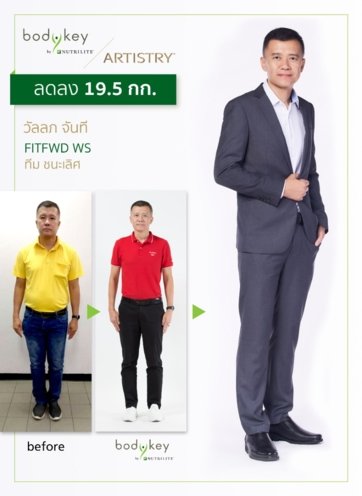 bodykey
by NUTRILITE
ARTISTRY
ลดลง 19.5 กก.
วัลลภ จันที
FITFWD WS
ทีม ชนะเลิศ
before
bodykey
by NUTRILITE